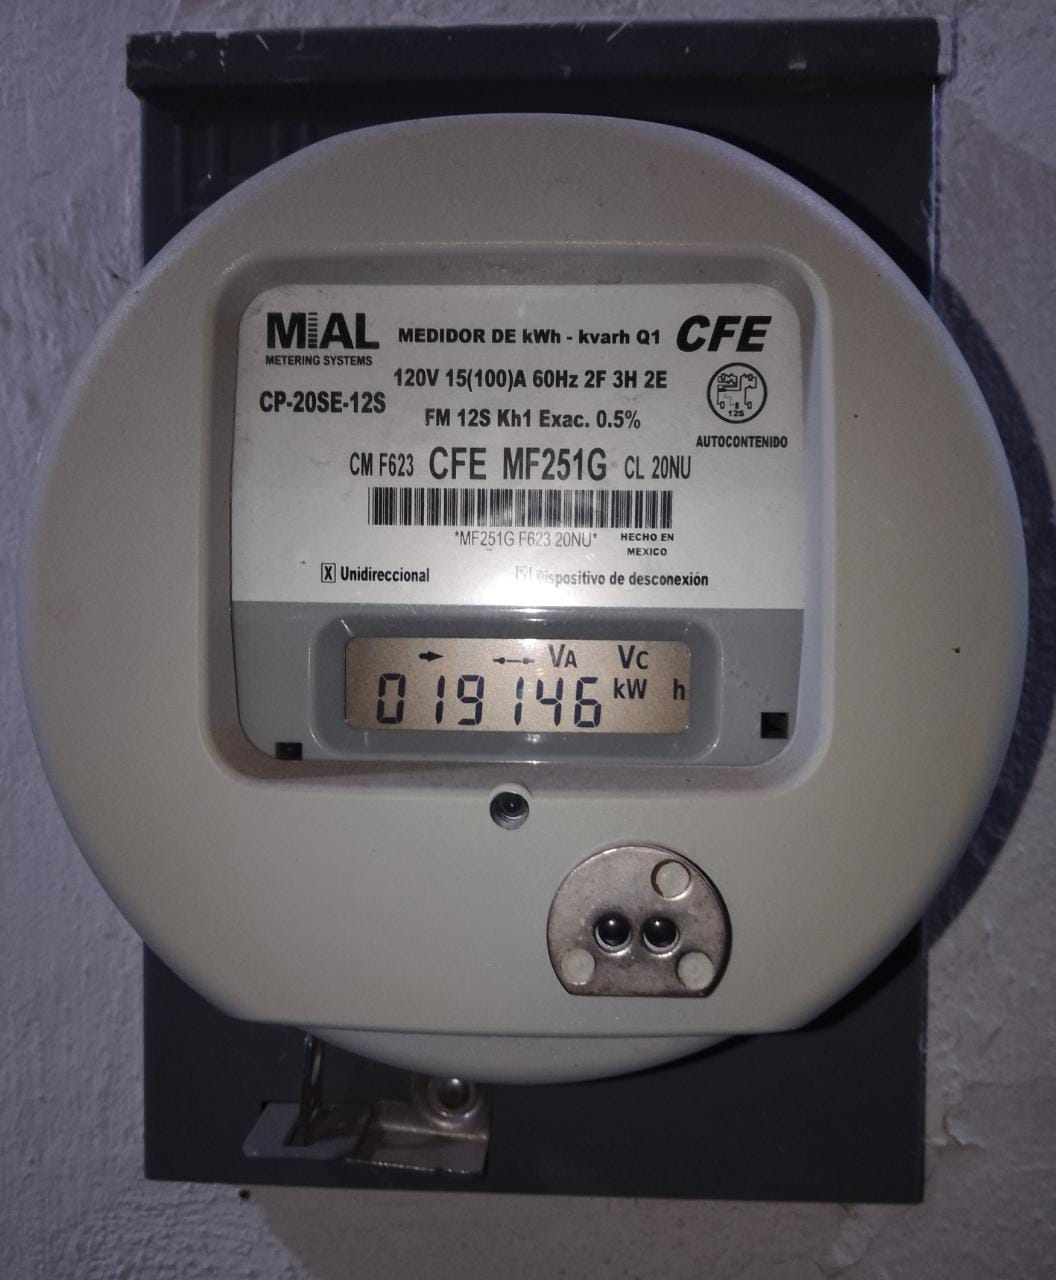 MIAL
METERING SYSTEMS
MEDIDOR DE kWh - kvarh Q1
CFE
120V 15(100)A 60Hz 2F 3H 2E
CP-20SE-12S
FM 12S Kh1 Exac. 0.5%
12S
AUTOCONTENIDO
CM F623 CFE MF251G CL 20NU
*MF251G F623 20NU*
HECHO EN
MEXICO
X Unidireccional
Dispositivo de desconexión
VA VC
019146 kW h